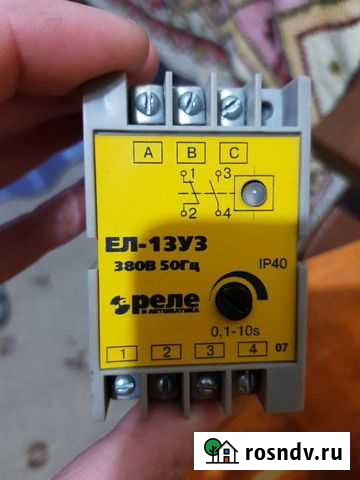 A B C
1 3
2 4
ЕЛ-13У3
380В 50Гц
IP40
реле
И АВТОМАТИКА
0,1-10s
1 2 3 4 07
rosndv.ru